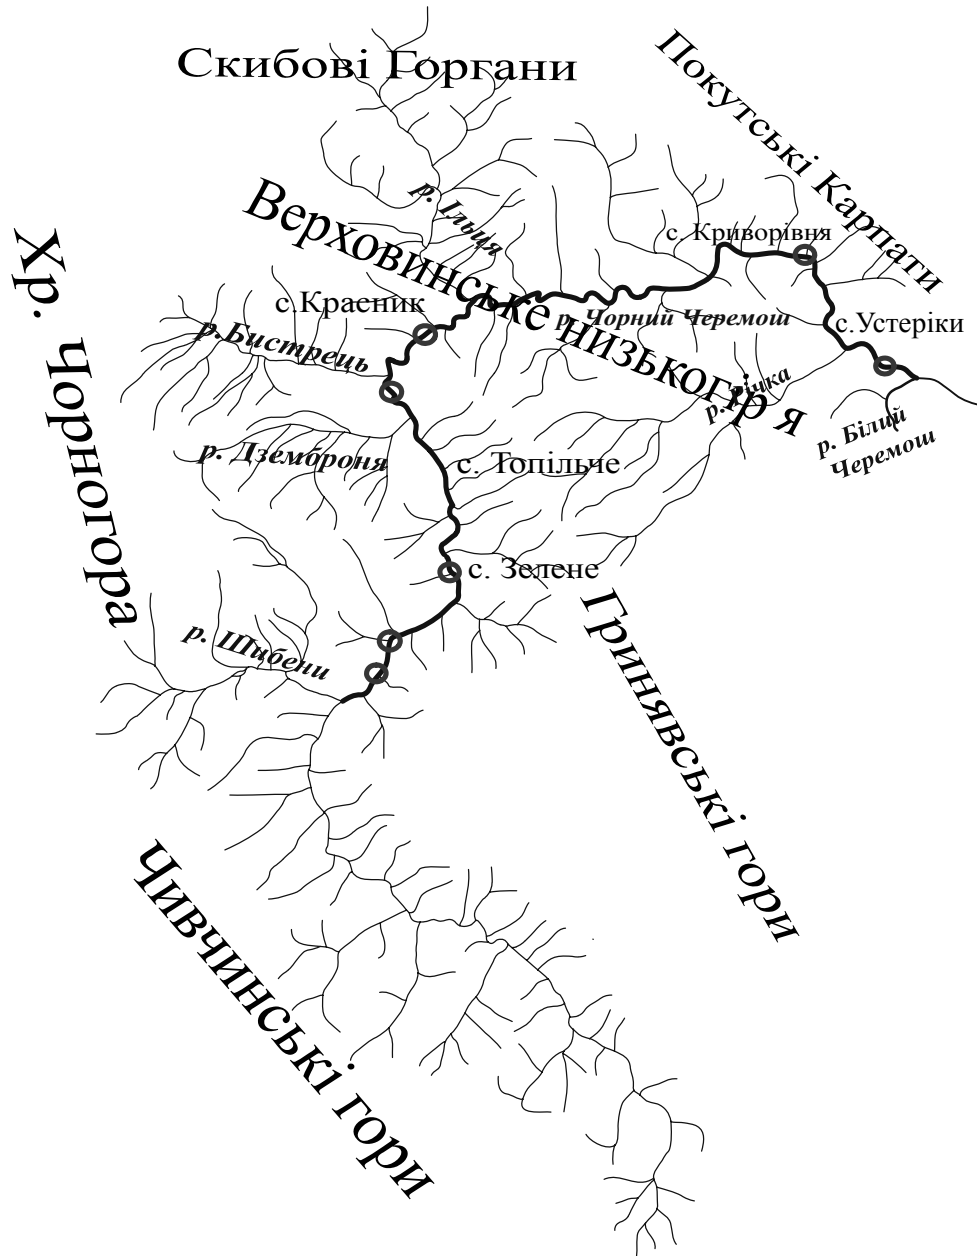 Скибові Горгани
Покутські Карпати
Верховинське низькогір я
р. Ільця
с. Криворівня
хр. Чорногора
с.Красник
р. Чорний Черемош
с.Устеріки
р.Бистрець
р. Річка
р. Білий
Черемош
р. Дземброня
с. Топільче
с. Зелене
р. Шибени
Гринявські гори
Чивчинські гори